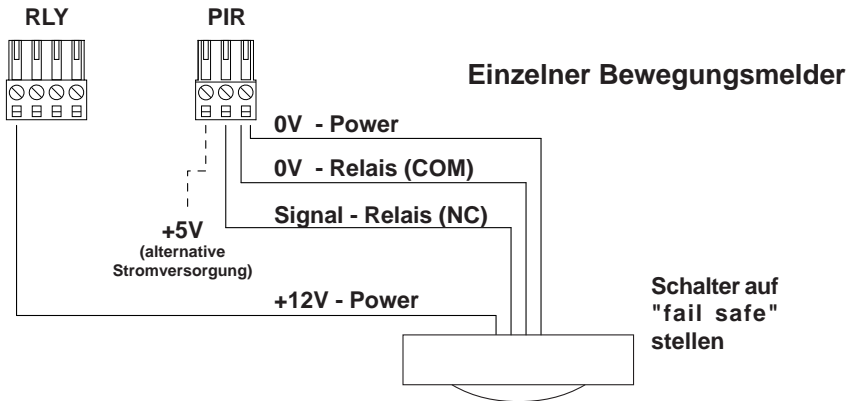 RLY
PIR
Einzelner Bewegungsmelder
0V - Power
0V - Relais (COM)
Signal - Relais (NC)
+5V
(alternative
Stromversorgung)
+12V - Power
Schalter auf
"fail safe"
stellen